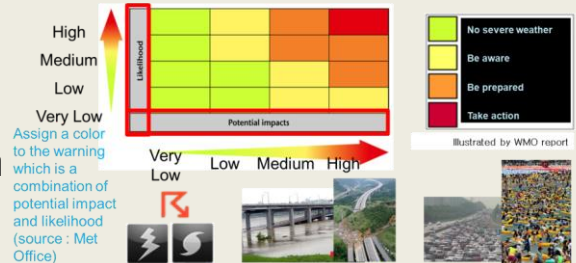 High
Medium
Low
Very Low
Likelihood
Potential impacts
Very
Low
Low
Medium
High
No severe weather
Be aware
Be prepared
Take action
Illustrated by WMO report
Assign a color
to the warning
which is a
combination of
potential impact
and likelihood
(source : Met
Office)